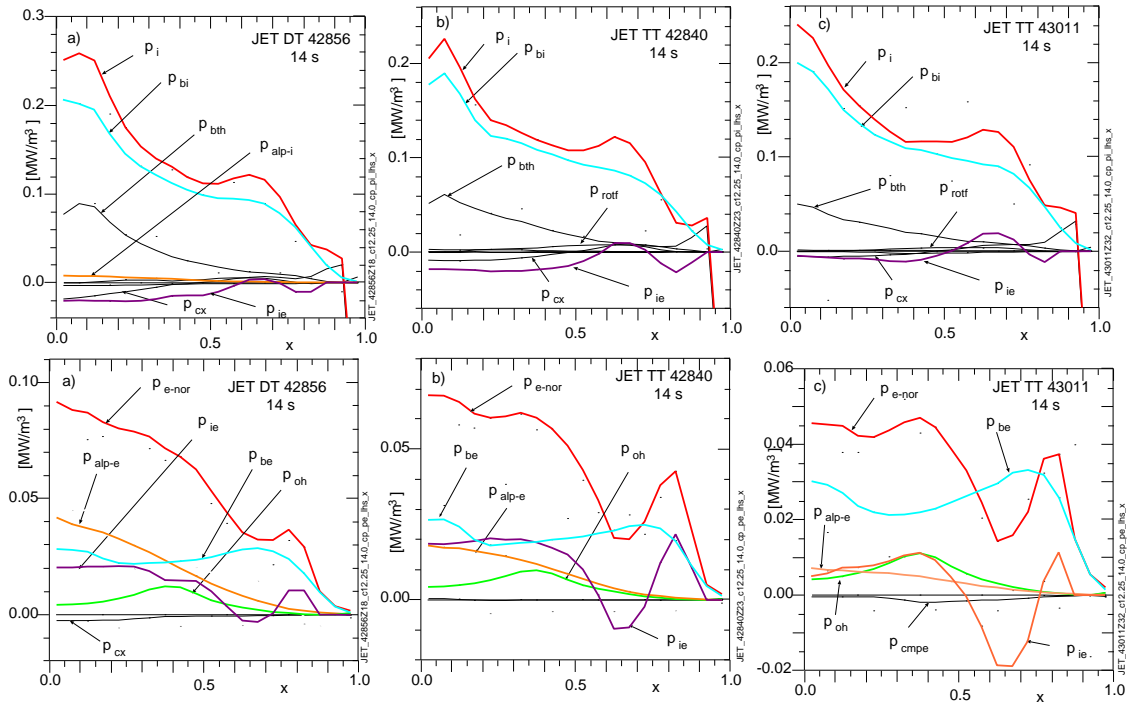 a)
JET DT 42856
14 s
p i
p bi
p bth
p alp-i
p cx
p ie
[MW/m³]
0.3
0.2
0.1
0.0
0.0
0.5
1.0
x
JET_42856Z18_c12.25_14.0_cp_pi_lhs_x
b)
JET TT 42840
14 s
p i
p bi
p bth
p rotf
p cx
p ie
[MW/m³]
0.2
0.1
0.0
0.0
0.5
1.0
x
JET_42840Z23_c12.25_14.0_cp_pi_lhs_x
c)
JET TT 43011
14 s
p i
p bi
p bth
p rotf
p cx
p ie
[MW/m³]
0.2
0.1
0.0
0.0
0.5
1.0
x
JET_43011Z32_c12.25_14.0_cp_pi_lhs_x
a)
JET DT 42856
14 s
p e-nor
p ie
p alp-e
p be
p oh
p cx
[MW/m³]
0.10
0.05
0.00
0.0
0.5
1.0
x
JET_42856Z18_c12.25_14.0_cp_pe_lhs_x
b)
JET TT 42840
14 s
p e-nor
p be
p alp-e
p oh
p ie
[MW/m³]
0.05
0.00
0.0
0.5
1.0
x
JET_42840Z23_c12.25_14.0_cp_pe_lhs_x
c)
JET TT 43011
14 s
p e-nor
p be
p alp-e
p oh
p cmpe
p ie
[MW/m³]
0.06
0.04
0.02
0.00
-0.02
0.5
1.0
x
JET_43011Z32_c12.25_14.0_cp_pe_lhs_x